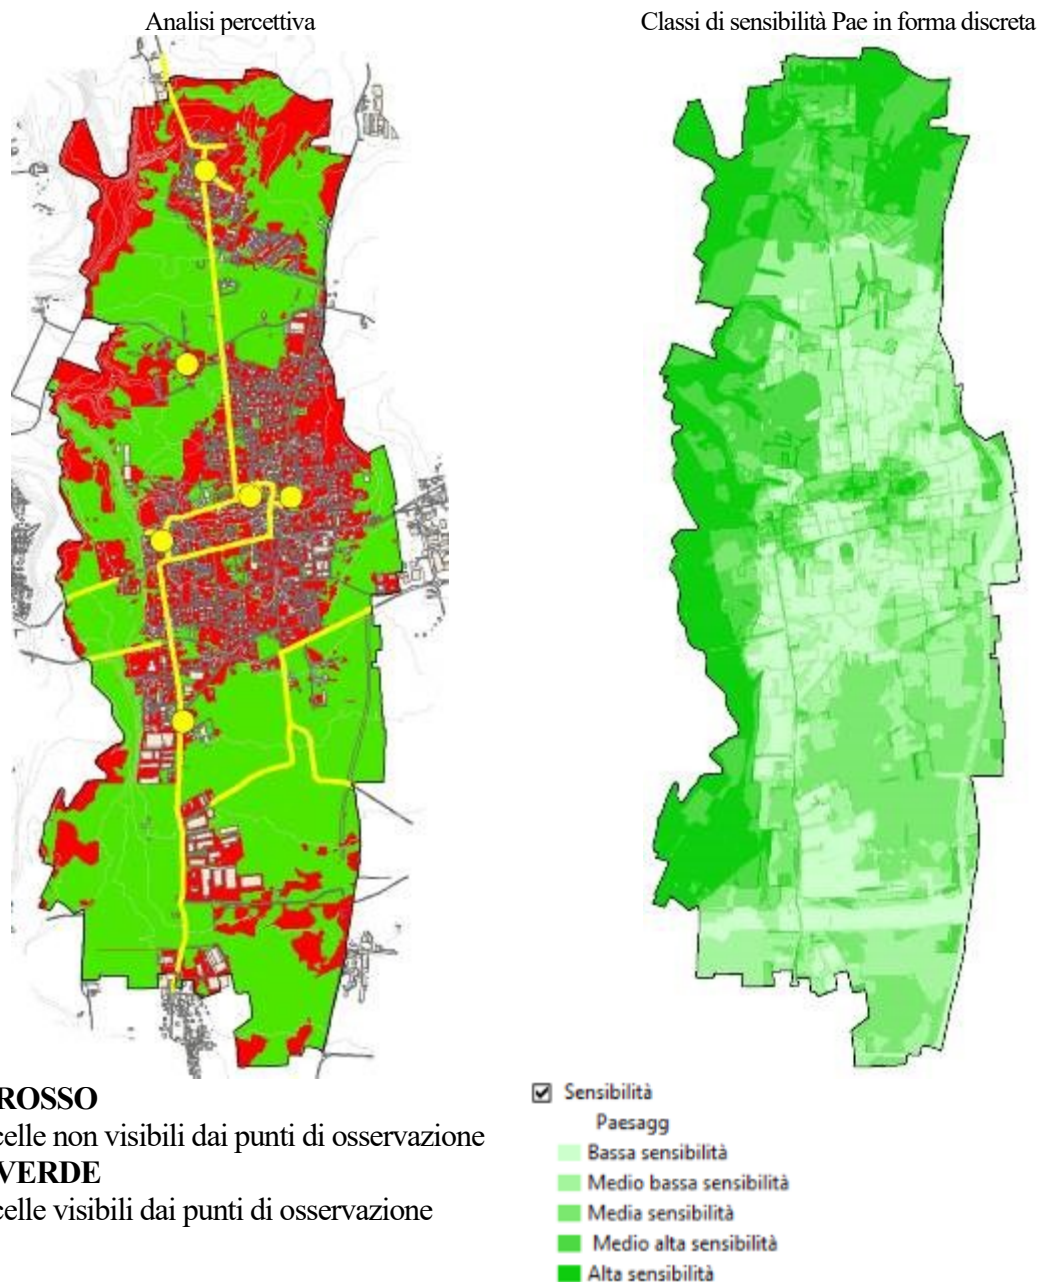 Analisi percettiva
Classi di sensibilità Pae in forma discreta
ROSSO
celle non visibili dai punti di osservazione
VERDE
celle visibili dai punti di osservazione
Sensibilità
Paesagg
Bassa sensibilità
Medio bassa sensibilità
Media sensibilità
Medio alta sensibilità
Alta sensibilità